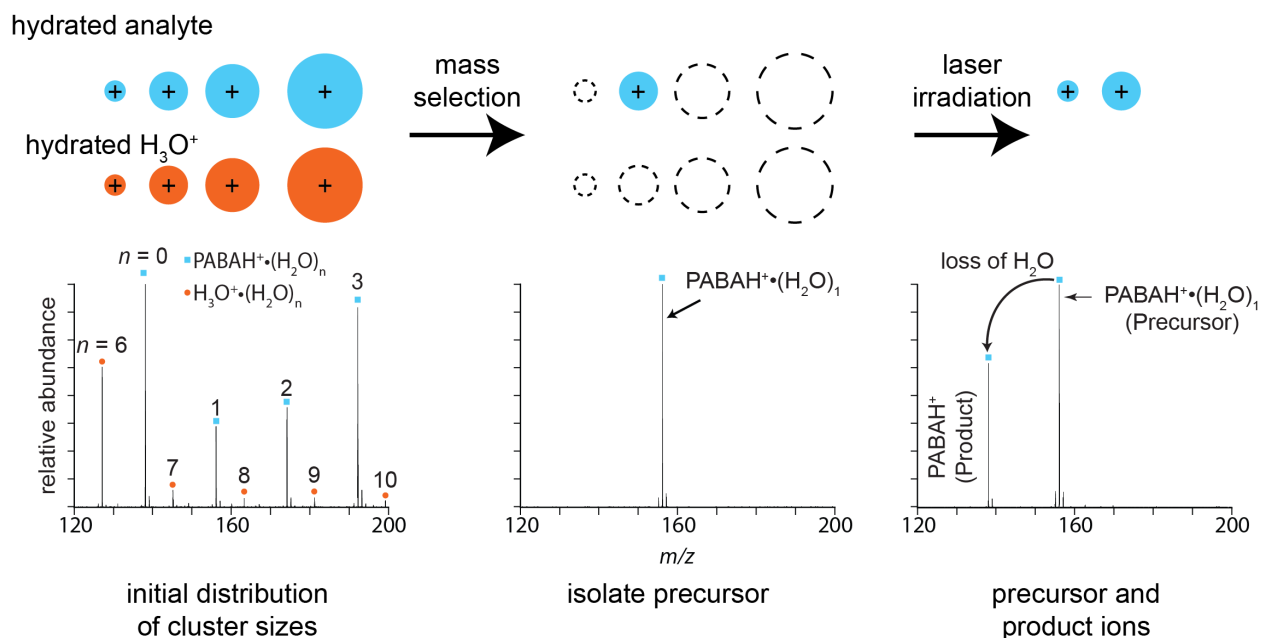 hydrated analyte
+ + + +
hydrated H₃O⁺
+ + + +
mass
selection
+
laser
irradiation
+ +
n = 0
PABAH⁺•(H₂O)ₙ
H₃O⁺•(H₂O)ₙ
n = 6
3
1
2
7
8
9
10
relative abundance
120 160 200
initial distribution
of cluster sizes
PABAH⁺•(H₂O)₁
120 160 200
m/z
isolate precursor
loss of H₂O
PABAH⁺•(H₂O)₁
(Precursor)
PABAH⁺
(Product)
120 160 200
precursor and
product ions